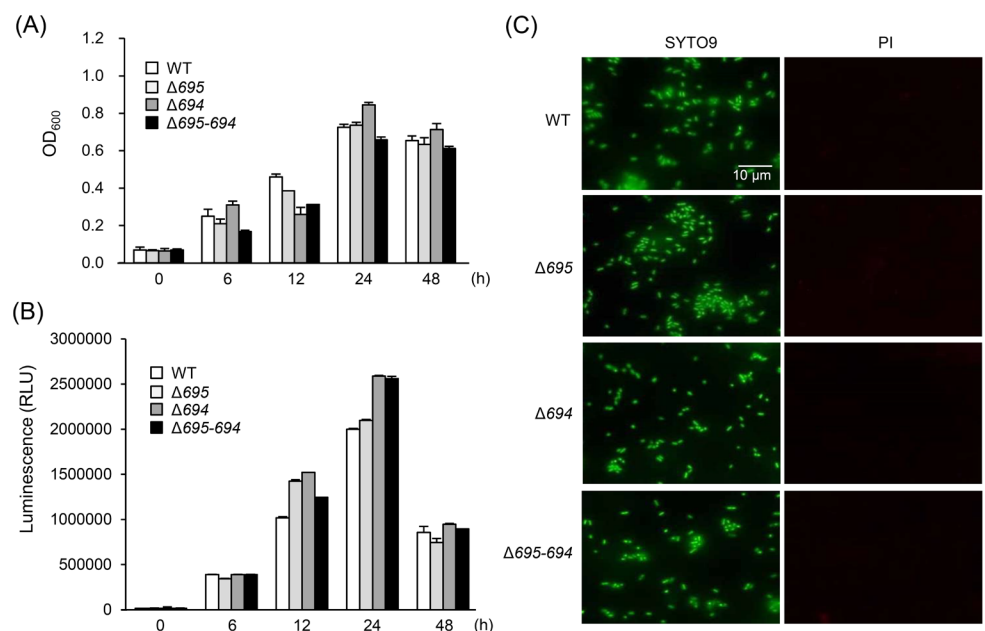 (A)
1.2
1.0
0.8
0.6
0.4
0.2
0.0
OD600
WT
Δ695
Δ694
Δ695-694
0 6 12 24 48 (h)
(B)
3000000
2500000
2000000
1500000
1000000
500000
0
Luminescence (RLU)
WT
Δ695
Δ694
Δ695-694
0 6 12 24 48 (h)
(C)
SYTO9 PI
WT
10 µm
Δ695
Δ694
Δ695-694